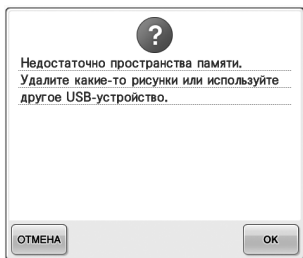 ?
Недостаточно пространства памяти.
Удалите какие-то рисунки или используйте
другое USB-устройство.
ОТМЕНА
OK